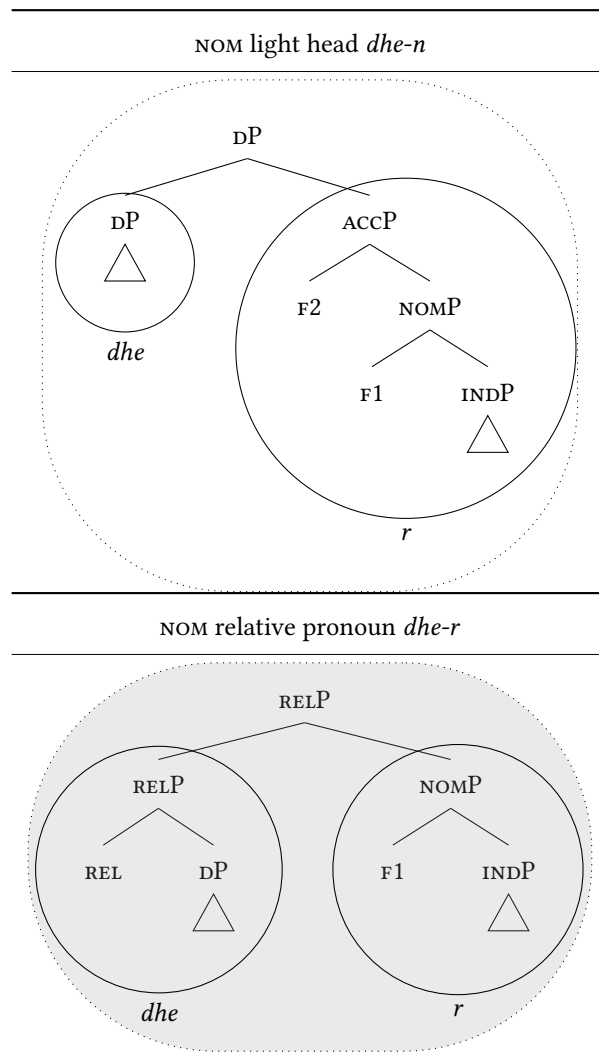 NOM light head dhe-n
DP
DP ACCP
F2 NOMP
dhe
F1 INDP
r
NOM relative pronoun dhe-r
RELP
RELP NOMP
REL DP F1 INDP
dhe r